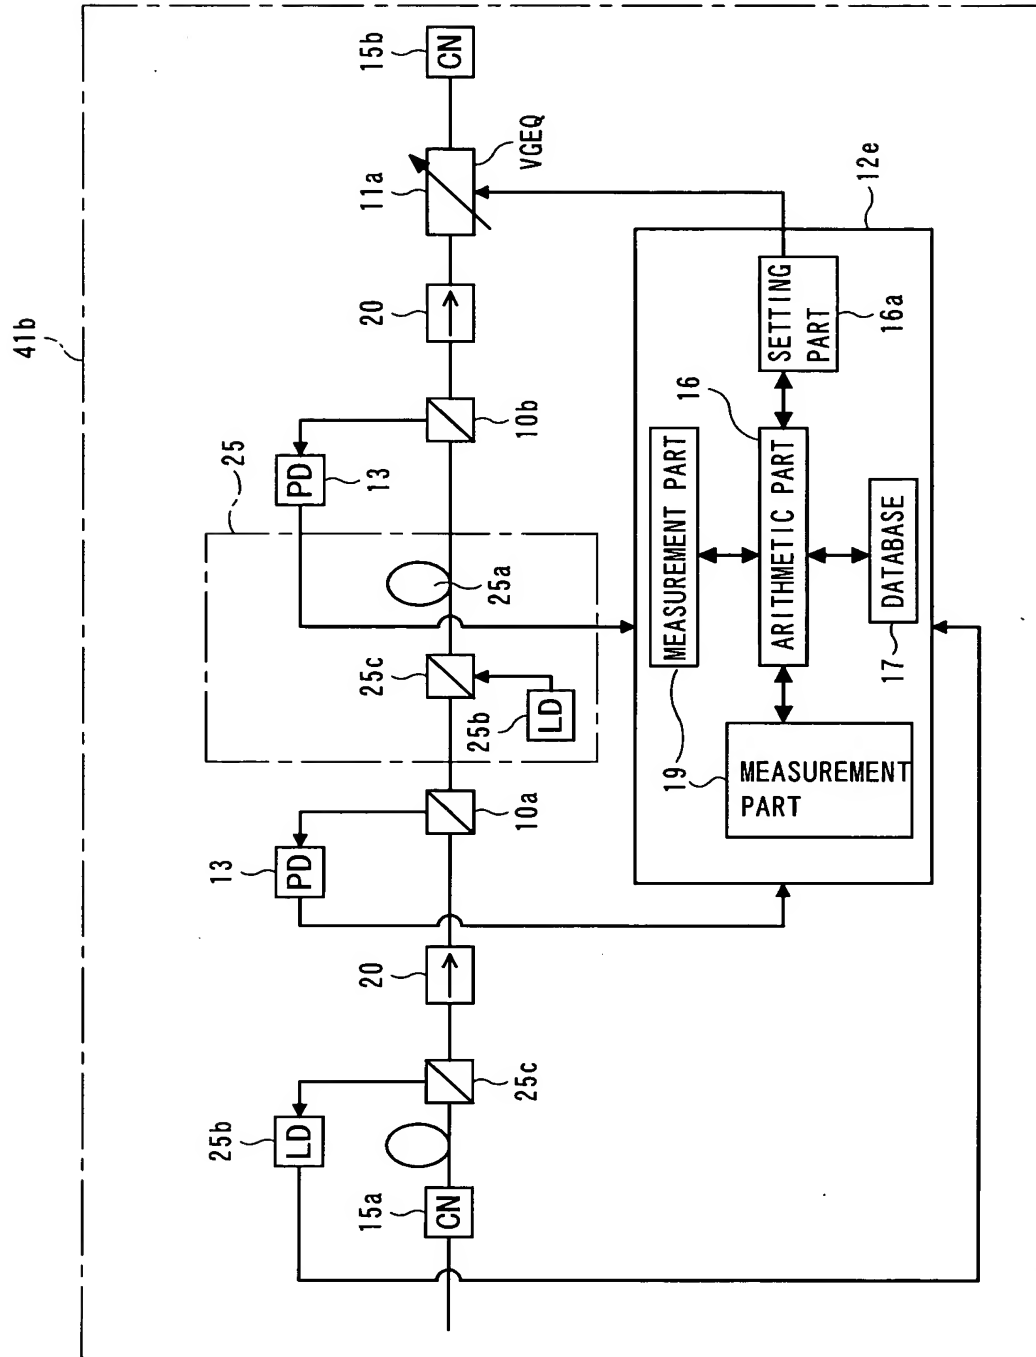 41b
25b
LD
15a
CN
25c
20
13
PD
10a
25
25c
25b
LD
25a
PD
13
10b
20
11a
VGEQ
15b
CN
12e
19
MEASUREMENT
PART
MEASUREMENT PART
16
ARITHMETIC PART
17
DATABASE
SETTING
PART
16a